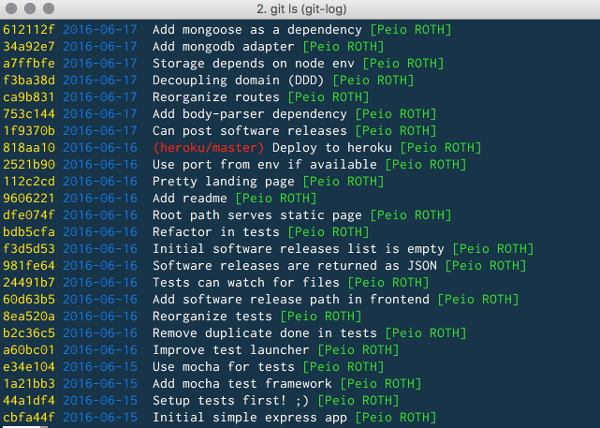 2. git ls (git-log)
612112f 2016-06-17 Add mongoose as a dependency [Peio ROTH]
34a92e7 2016-06-17 Add mongodb adapter [Peio ROTH]
a7ffbfe 2016-06-17 Storage depends on node env [Peio ROTH]
f3ba38d 2016-06-17 Decoupling domain (DDD) [Peio ROTH]
ca9b831 2016-06-17 Reorganize routes [Peio ROTH]
753c144 2016-06-17 Add body-parser dependency [Peio ROTH]
1f9370b 2016-06-17 Can post software releases [Peio ROTH]
818aa10 2016-06-16 (heroku/master) Deploy to heroku [Peio ROTH]
2521b90 2016-06-16 Use port from env if available [Peio ROTH]
112c2cd 2016-06-16 Pretty landing page [Peio ROTH]
9606221 2016-06-16 Add readme [Peio ROTH]
dfe074f 2016-06-16 Root path serves static page [Peio ROTH]
bdb5cfa 2016-06-16 Refactor in tests [Peio ROTH]
f3d5d53 2016-06-16 Initial software releases list is empty [Peio ROTH]
981fe64 2016-06-16 Software releases are returned as JSON [Peio ROTH]
24491b7 2016-06-16 Tests can watch for files [Peio ROTH]
60d63b5 2016-06-16 Add software release path in frontend [Peio ROTH]
8ea520a 2016-06-16 Reorganize tests [Peio ROTH]
b2c36c5 2016-06-16 Remove duplicate done in tests [Peio ROTH]
a60bc01 2016-06-16 Improve test launcher [Peio ROTH]
e34e104 2016-06-15 Use mocha for tests [Peio ROTH]
1a21bb3 2016-06-15 Add mocha test framework [Peio ROTH]
44a1df4 2016-06-15 Setup tests first! ;) [Peio ROTH]
cbfa44f 2016-06-15 Initial simple express app [Peio ROTH]